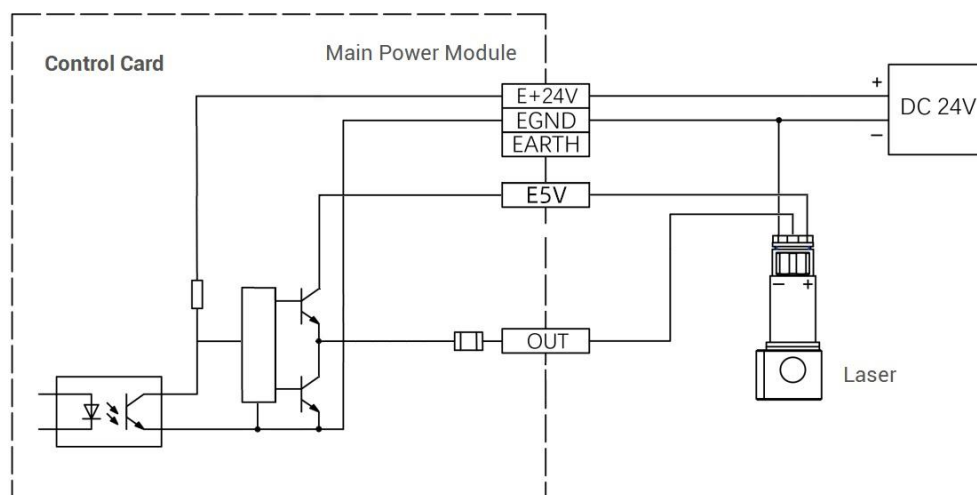 Main Power Module
Control Card
E+24V
EGND
EARTH
+
−
DC 24V
E5V
− +
OUT
Laser